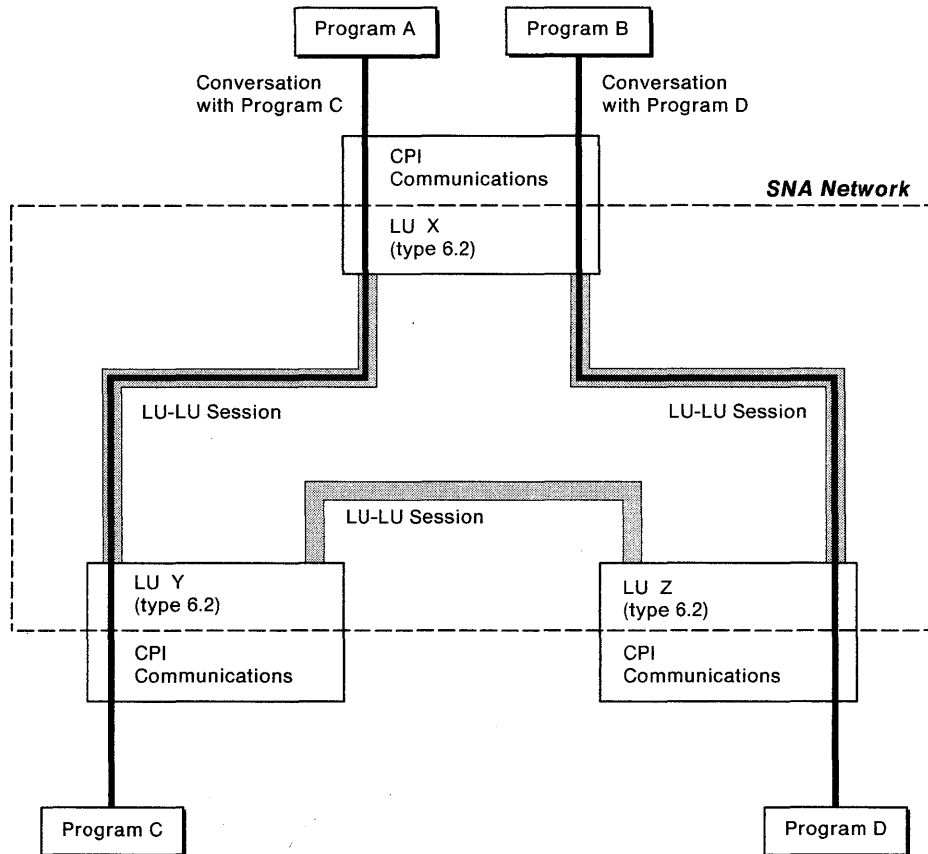 Program A
Program B
Conversation
with Program C
Conversation
with Program D
CPI
Communications
SNA Network
LU X
(type 6.2)
LU-LU Session
LU-LU Session
LU-LU Session
LU Y
(type 6.2)
LU Z
(type 6.2)
CPI
Communications
CPI
Communications
Program C
Program D